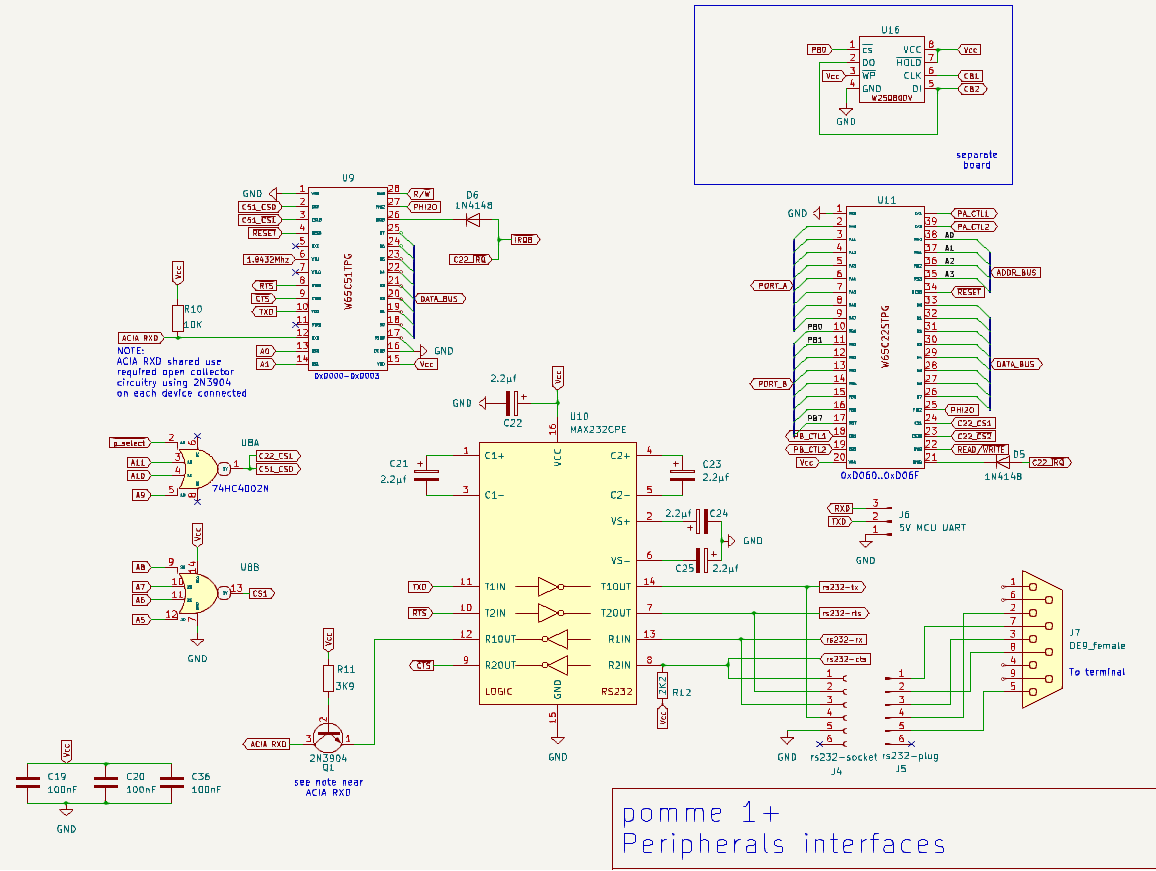 U16
PB0 1 CS VCC 8 Vcc
2 DO HOLD 7
Vcc 3 WP CLK 6 CB1
4 GND DI 5 CB2
W25Q80DV
GND
separate
board
U9
GND 1 28 R/W
C51_CS0 2 27 PHI2O
C51_CS1 3 26
RESET 4 25
5 24
1.8432Mhz 6 23
7 22
RTS 8 21
CTS 9 20 DATA_BUS
TXD 10 19
11 18
12 17
A0 13 16 GND
A1 14 15 Vcc
W65C51TPG
0xD000-0xD003
D6
1N4148
IRQB
C22_IRQ
Vcc
R10
10K
ACIA RXD
NOTE:
ACIA RXD shared use
required open collector
circuitry using 2N3904
on each device connected
U11
GND 1
2 39 PA_CTL1
3 38 A0 PA_CTL2
4 37 A1
5 36 A2
6 35 A3 ADDR_BUS
PORT_A 7 34 RESET
8 33
9 32
PB0 10 31
PB1 11 30
12 29
13 28 DATA_BUS
PORT_B 14 27
15 26
16 25 PHI2O
PB7 17 24 C22_CS1
PB_CTL1 18 23 C22_CS2
PB_CTL2 19 22 READ/WRITE
Vcc 20 21
W65C22STPG
0xD060..0xD06F
D5
1N4148
C22_IRQ
RXD 3
TXD 2
1
J6
5V MCU UART
GND
p_select 2 6
AL1 3
AL0 4
A9 5 8
1
U8A
C22_CS1
C51_CS0
74HC4002N
Vcc
14
A8 9
A7 10
A6 11
A5 12
7
13 CS1
U8B
GND
2.2µf
GND
C22
Vcc
16
U10
MAX232CPE
C21
2.2µf
1 C1+ VCC C2+ 4
3 C1- C2- 5
C23
2.2µf
VS+ 2
VS- 6
2.2µf C24
GND
C25 2.2µf
TXD 11 T1IN T1OUT 14 rs232-tx
RTS 10 T2IN T2OUT 7 rs232-rts
12 R1OUT R1IN 13 rs232-rx
CTS 9 R2OUT R2IN 8 rs232-cts
LOGIC GND RS232
15
GND
2K2
R12
Vcc
Vcc
R11
3K9
2
ACIA RXD 3 1
2N3904
Q1
see note near
ACIA RXD
1 1
2 2
3 3
4 4
5 5
6 6
GND
rs232-socket
J4
rs232-plug
J5
1
6
2
7
3
8
4
9
5
J7
DE9_female
To terminal
Vcc
C19
100nF
C20
100nF
C36
100nF
GND
pomme 1+
Peripherals interfaces